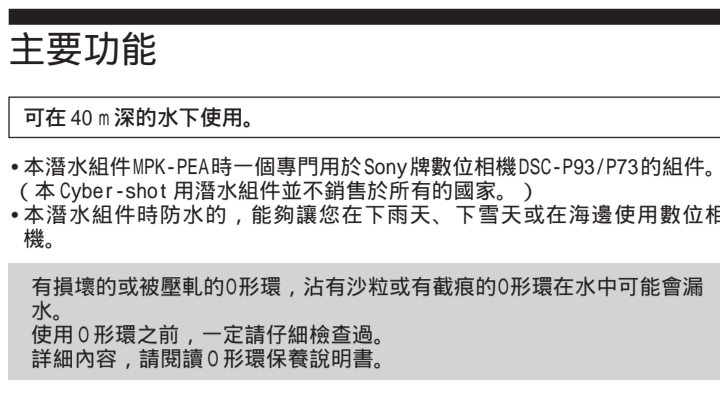 主要功能
可在 40 m 深的水下使用。
•本潛水組件MPK-PEA時一個專門用於Sony牌數位相機DSC-P93/P73的組件。
（本 Cyber-shot 用潛水組件並不銷售於所有的國家。）
•本潛水組件時防水的，能夠讓您在下雨天、下雪天或在海邊使用數位相
機。
有損壞的或被壓軋的O形環，沾有沙粒或有截痕的O形環在水中可能會漏
水。
使用 O 形環之前，一定請仔細檢查過。
詳細內容，請閱讀 O 形環保養說明書。